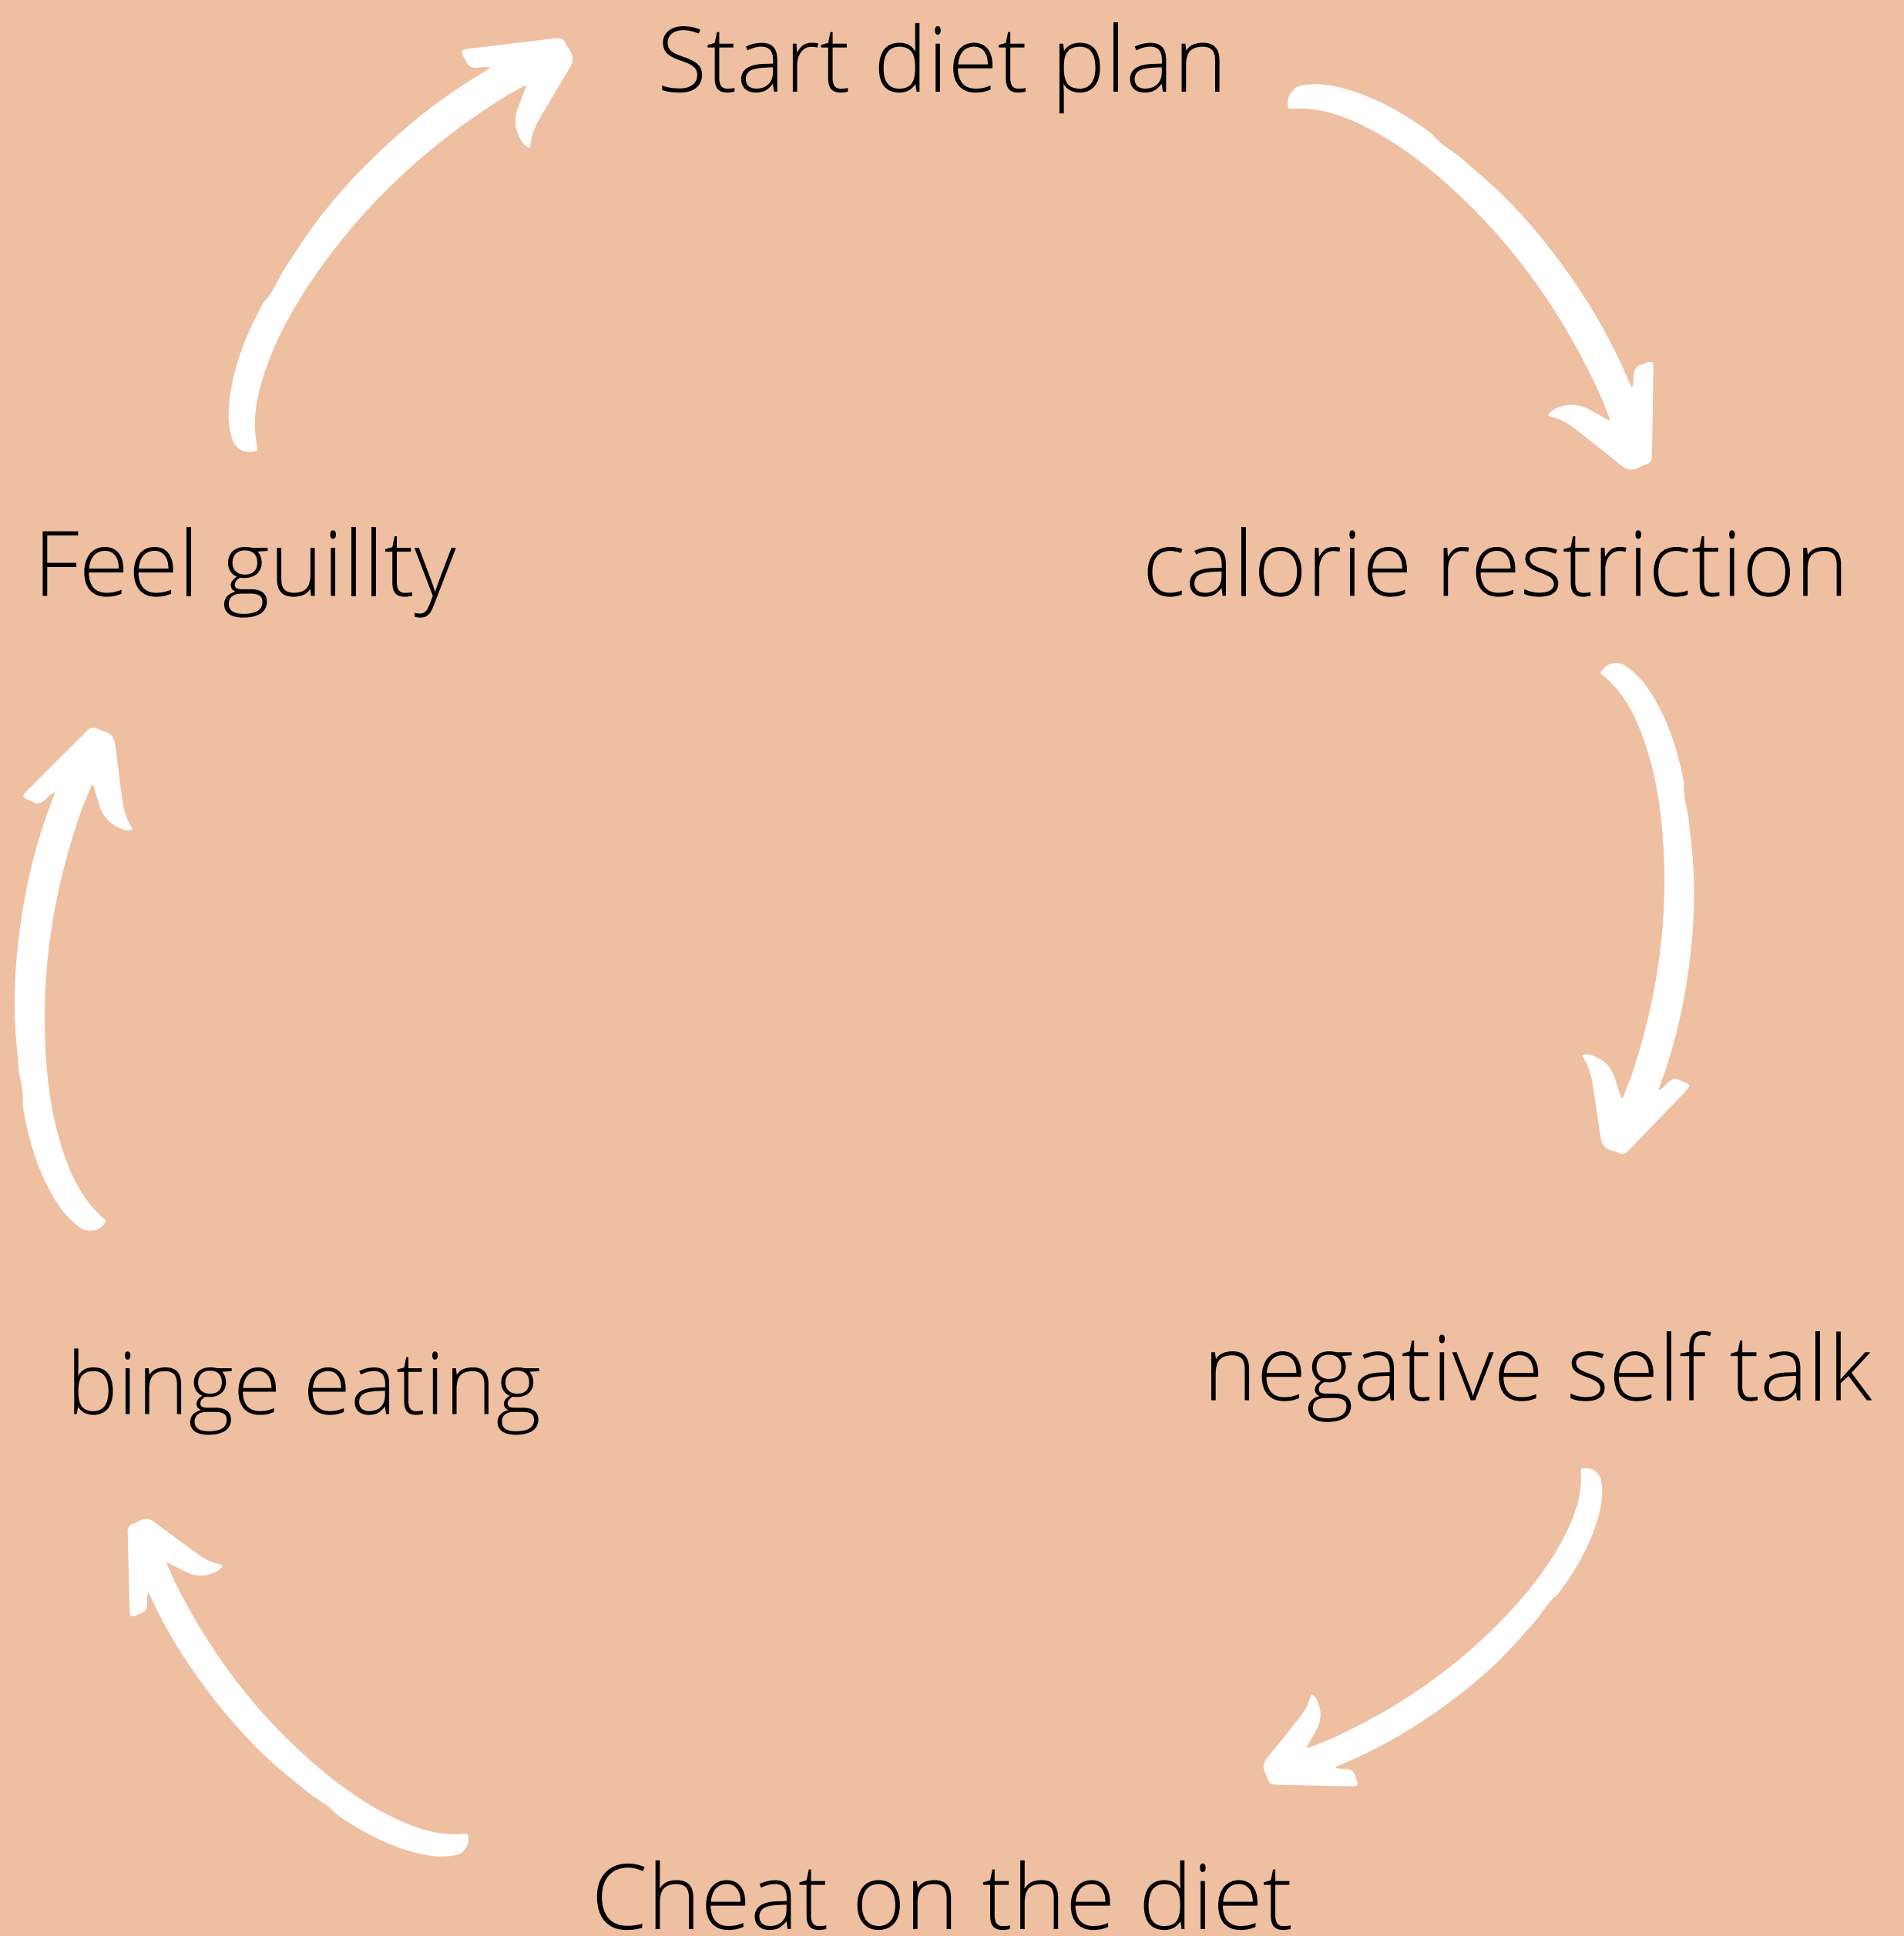 Start diet plan
Feel guillty
calorie restriction
binge eating
negative self talk
Cheat on the diet